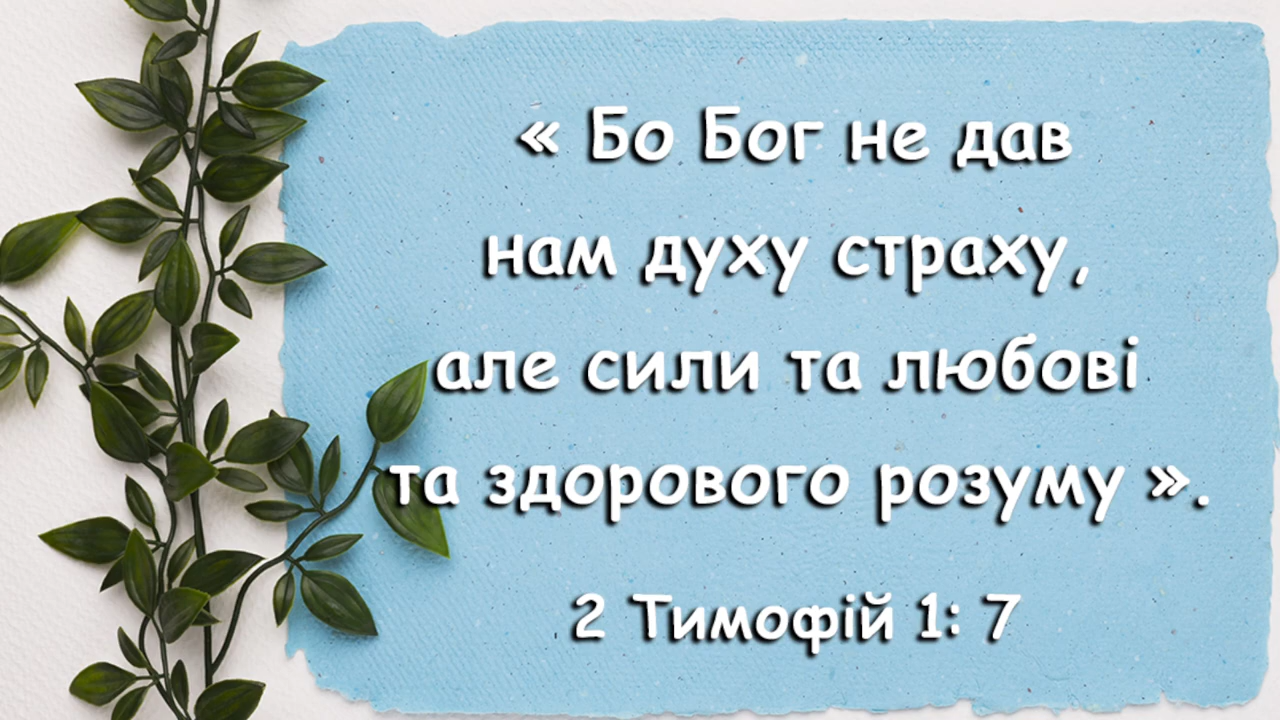 « Бо Бог не дав
нам духу страху,
але сили та любові
та здорового розуму ».
2 Тимофій 1: 7